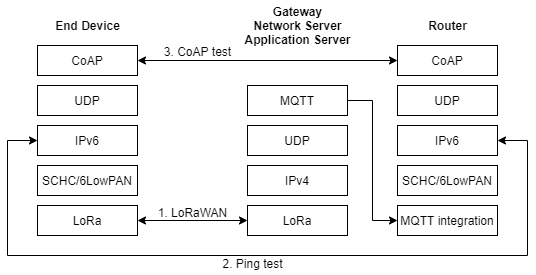 End Device
Gateway
Network Server
Application Server
Router
CoAP
3. CoAP test
CoAP
UDP
MQTT
UDP
IPv6
UDP
IPv6
SCHC/6LowPAN
IPv4
SCHC/6LowPAN
LoRa
1. LoRaWAN
LoRa
MQTT integration
2. Ping test